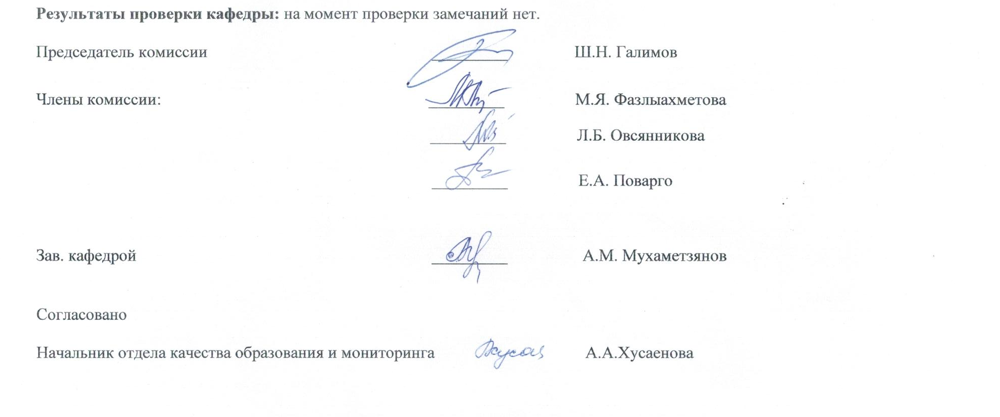 Результаты проверки кафедры: на момент проверки замечаний нет.
Председатель комиссии Ш.Н. Галимов
Члены комиссии: М.Я. Фазлыахметова
Л.Б. Овсянникова
Е.А. Поварго
Зав. кафедрой А.М. Мухаметзянов
Согласовано
Начальник отдела качества образования и мониторинга А.А.Хусаенова